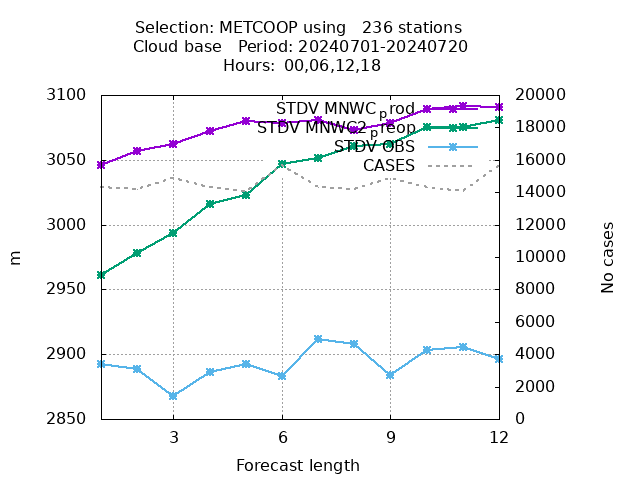 Selection: METCOOP using   236 stations
Cloud base   Period: 20240701-20240720
Hours: 00,06,12,18
3100
3050
3000
2950
2900
2850
m
STDV MNWC_prod
STDV MNWC2_preop
STDV OBS
CASES
20000
18000
16000
14000
12000
10000
8000
6000
4000
2000
0
No cases
3
6
9
12
Forecast length